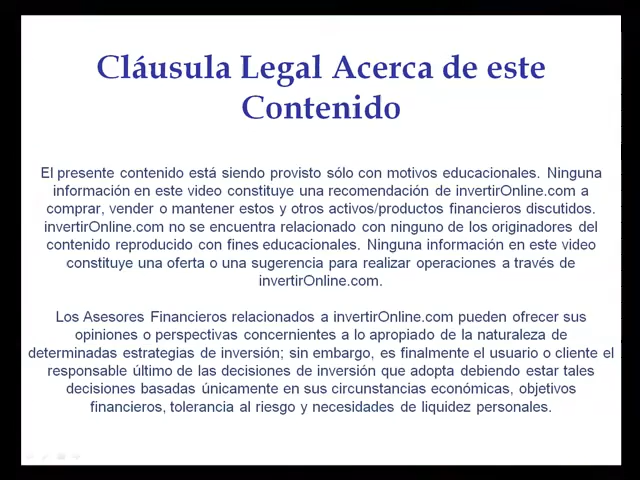 Cláusula Legal Acerca de este
Contenido
El presente contenido está siendo provisto sólo con motivos educacionales. Ninguna
información en este video constituye una recomendación de invertirOnline.com a
comprar, vender o mantener estos y otros activos/productos financieros discutidos.
invertirOnline.com no se encuentra relacionado con ninguno de los originadores del
contenido reproducido con fines educacionales. Ninguna información en este video
constituye una oferta o una sugerencia para realizar operaciones a través de
invertirOnline.com.
Los Asesores Financieros relacionados a invertirOnline.com pueden ofrecer sus
opiniones o perspectivas concernientes a lo apropiado de la naturaleza de
determinadas estrategias de inversión; sin embargo, es finalmente el usuario o cliente el
responsable último de las decisiones de inversión que adopta debiendo estar tales
decisiones basadas únicamente en sus circunstancias económicas, objetivos
financieros, tolerancia al riesgo y necesidades de liquidez personales.